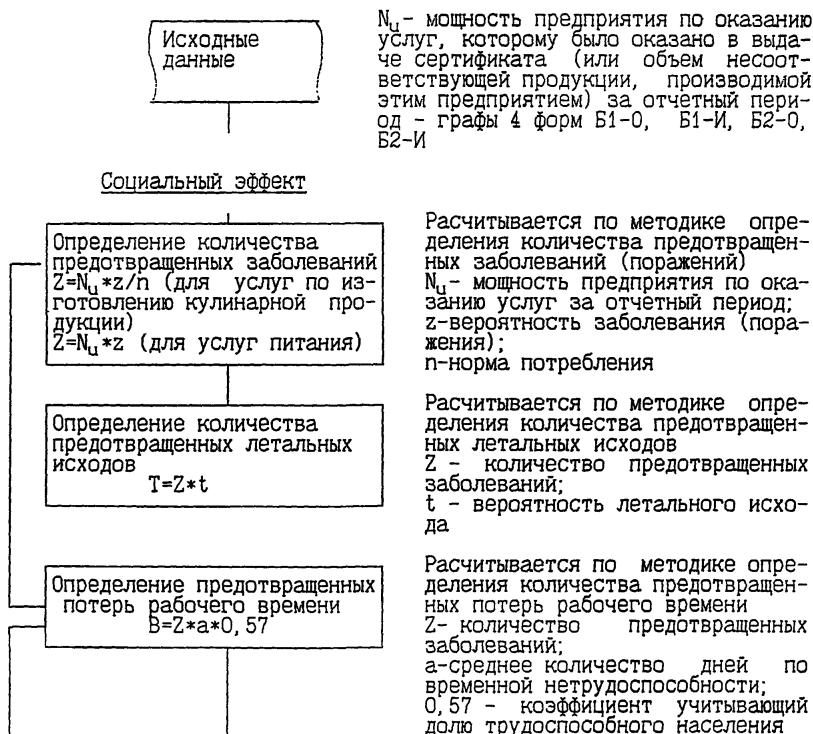 Исходные
данные
N_u- мощность предприятия по оказанию
услуг, которому было оказано в выда-
че сертификата (или объем несоот-
ветствующей продукции, производимой
этим предприятием) за отчетный пери-
од - графы 4 форм Б1-О, Б1-И, Б2-О,
Б2-И
Социальный эффект
Определение количества
предотвращенных заболеваний
Z=N_u*z/n (для услуг по из-
готовлению кулинарной про-
дукции)
Z=N_u*z (для услуг питания)
Расчитывается по методике опре-
деления количества предотвращен-
ных заболеваний (поражений)
N_u- мощность предприятия по ока-
занию услуг за отчетный период;
z-вероятность заболевания (пора-
жения);
n-норма потребления
Определение количества
предотвращенных летальных
исходов
T=Z*t
Расчитывается по методике опре-
деления количества предотвращен-
ных летальных исходов
Z - количество предотвращенных
заболеваний;
t - вероятность летального исхо-
да
Определение предотвращенных
потерь рабочего времени
B=Z*a*0,57
Расчитывается по методике опре-
деления количества предотвращен-
ных потерь рабочего времени
Z- количество предотвращенных
заболеваний;
а-среднее количество дней по
временной нетрудоспособности;
0,57 - коэффициент учитывающий
долю трудоспособного населения